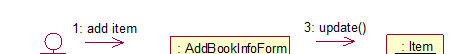 1: add item
3: update()
: AddBookInfoForm
: Item